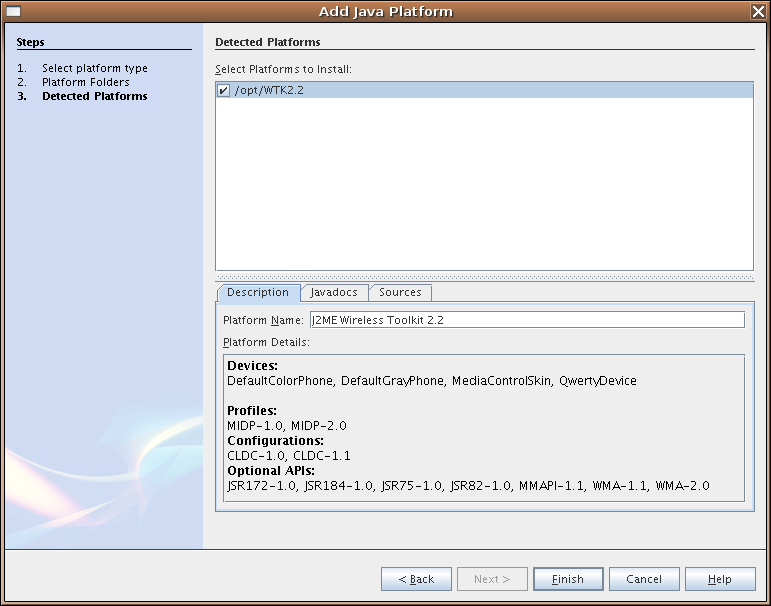 Add Java Platform
Steps
1. Select platform type
2. Platform Folders
3. Detected Platforms
Detected Platforms
Select Platforms to Install:
/opt/WTK2.2
Description Javadocs Sources
Platform Name: J2ME Wireless Toolkit 2.2
Platform Details:
Devices:
DefaultColorPhone, DefaultGrayPhone, MediaControlSkin, QwertyDevice
Profiles:
MIDP-1.0, MIDP-2.0
Configurations:
CLDC-1.0, CLDC-1.1
Optional APIs:
JSR172-1.0, JSR184-1.0, JSR75-1.0, JSR82-1.0, MMAPI-1.1, WMA-1.1, WMA-2.0
< Back Next > Finish Cancel Help